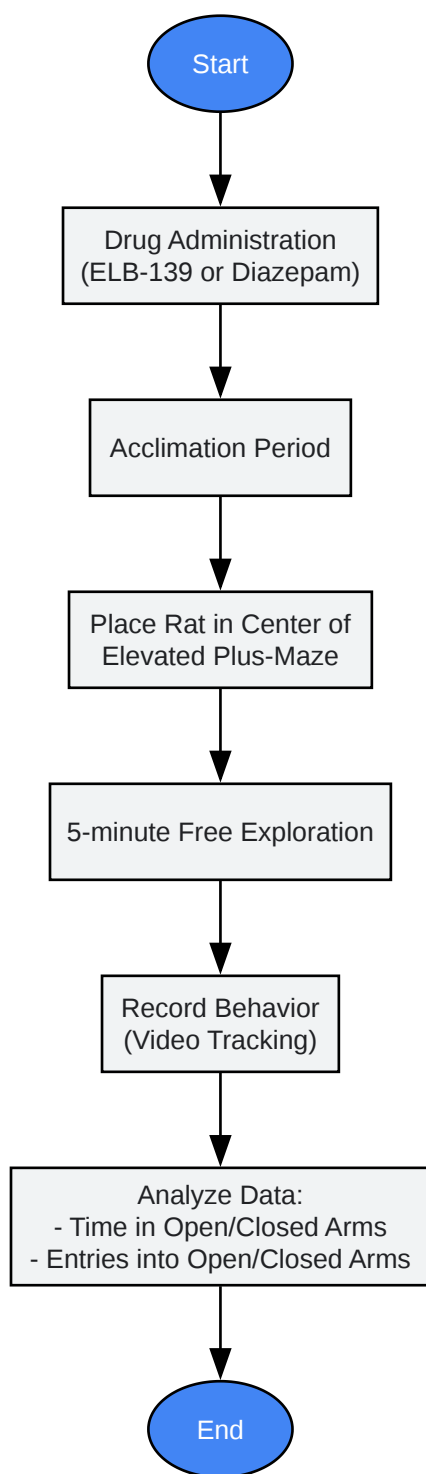 Start
Drug Administration
(ELB-139 or Diazepam)
Acclimation Period
Place Rat in Center of
Elevated Plus-Maze
5-minute Free Exploration
Record Behavior
(Video Tracking)
Analyze Data:
- Time in Open/Closed Arms
- Entries into Open/Closed Arms
End